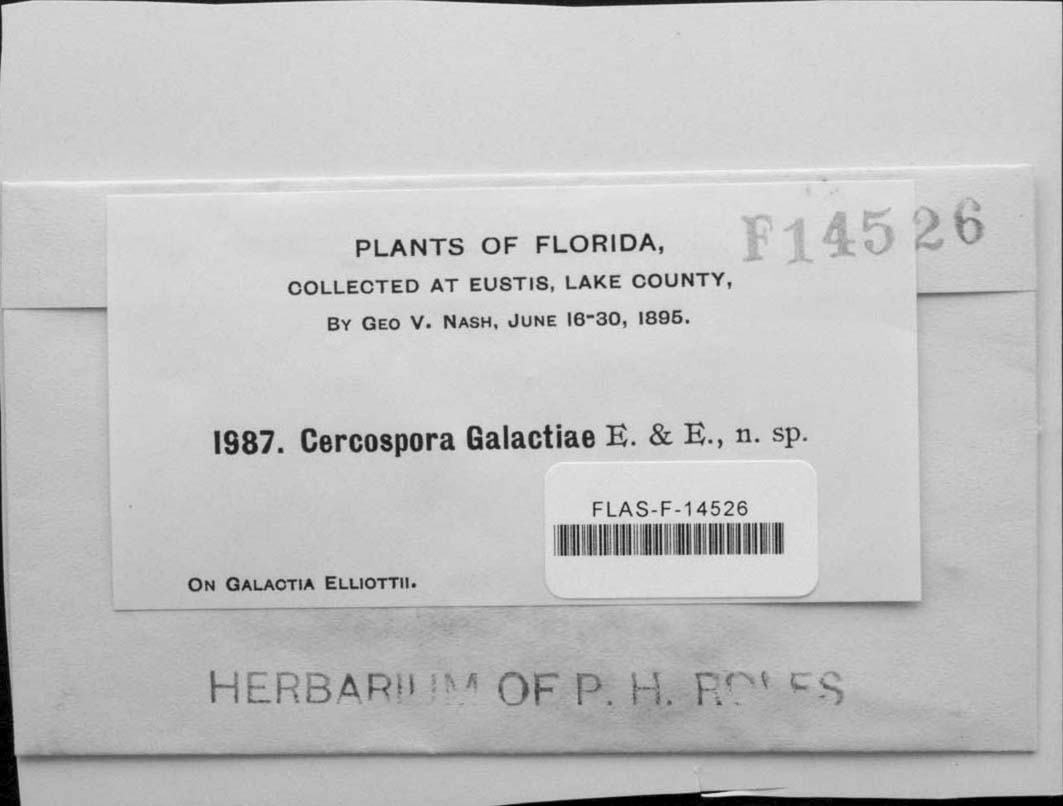 F14526
PLANTS OF FLORIDA,
COLLECTED AT EUSTIS, LAKE COUNTY,
BY GEO V. NASH, JUNE 16-30, 1895.
1987. Cercospora Galactiae E. & E., n. sp.
FLAS-F-14526
ON GALACTIA ELLIOTTII.
HERBARIUM OF P. H. ROLFS